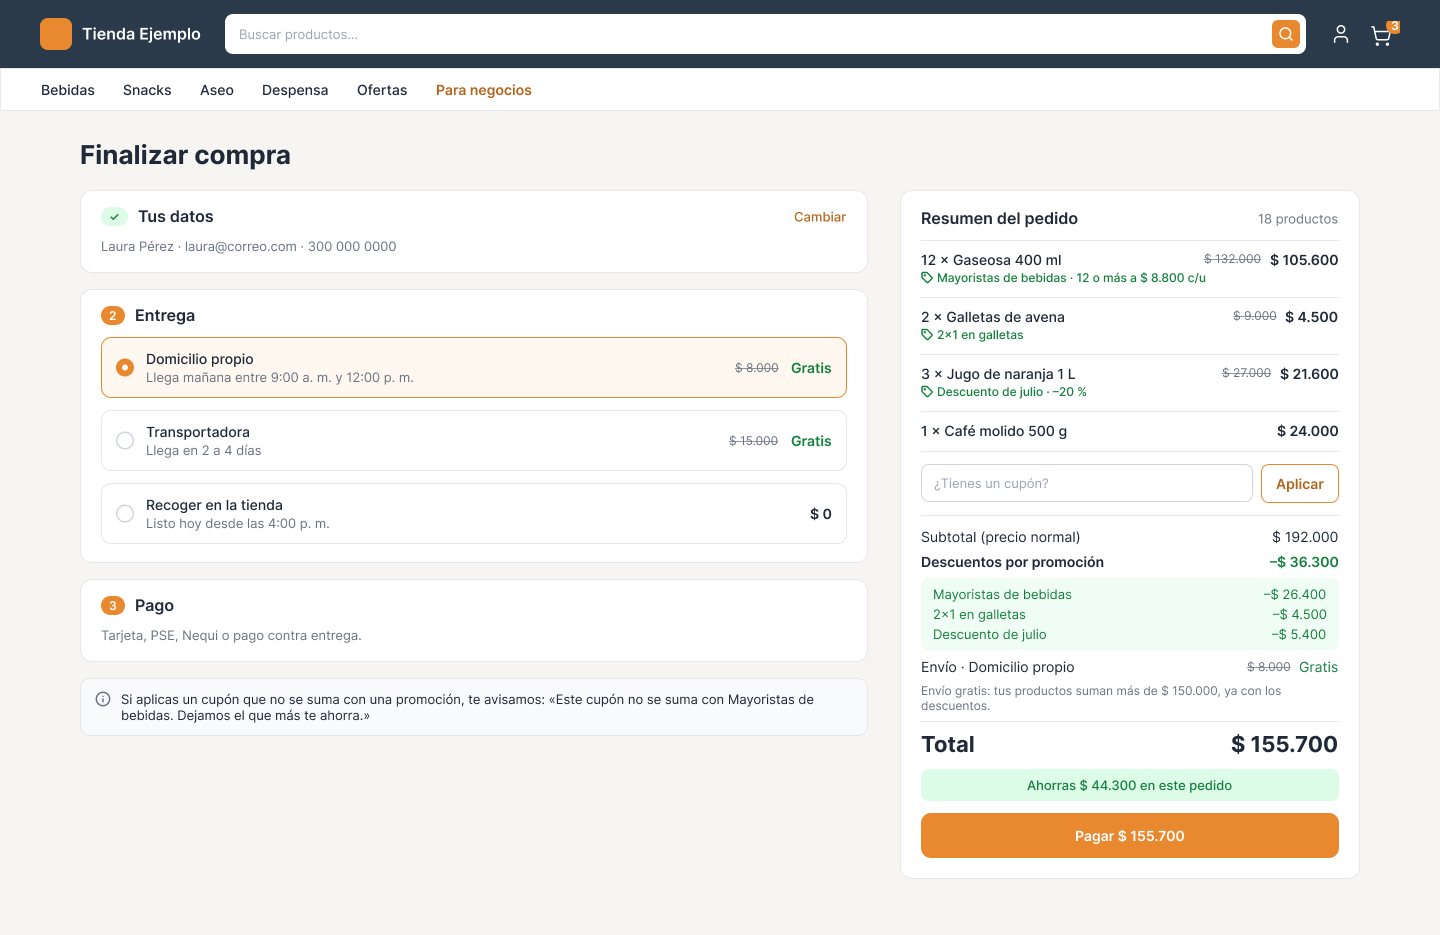 Tienda Ejemplo
Buscar productos...
3
Bebidas Snacks Aseo Despensa Ofertas Para negocios
Finalizar compra
Tus datos
Cambiar
Laura Pérez · laura@correo.com · 300 000 0000
2 Entrega
Domicilio propio
Llega mañana entre 9:00 a. m. y 12:00 p. m.
$ 8.000 Gratis
Transportadora
Llega en 2 a 4 días
$ 15.000 Gratis
Recoger en la tienda
Listo hoy desde las 4:00 p. m.
$ 0
3 Pago
Tarjeta, PSE, Nequi o pago contra entrega.
Si aplicas un cupón que no se suma con una promoción, te avisamos: «Este cupón no se suma con Mayoristas de
bebidas. Dejamos el que más te ahorra.»
Resumen del pedido 18 productos
12 × Gaseosa 400 ml $ 132.000 $ 105.600
Mayoristas de bebidas · 12 o más a $ 8.800 c/u
2 × Galletas de avena $ 9.000 $ 4.500
2×1 en galletas
3 × Jugo de naranja 1 L $ 27.000 $ 21.600
Descuento de julio · −20 %
1 × Café molido 500 g $ 24.000
¿Tienes un cupón? Aplicar
Subtotal (precio normal) $ 192.000
Descuentos por promoción −$ 36.300
Mayoristas de bebidas −$ 26.400
2×1 en galletas −$ 4.500
Descuento de julio −$ 5.400
Envío · Domicilio propio $ 8.000 Gratis
Envío gratis: tus productos suman más de $ 150.000, ya con los
descuentos.
Total $ 155.700
Ahorras $ 44.300 en este pedido
Pagar $ 155.700